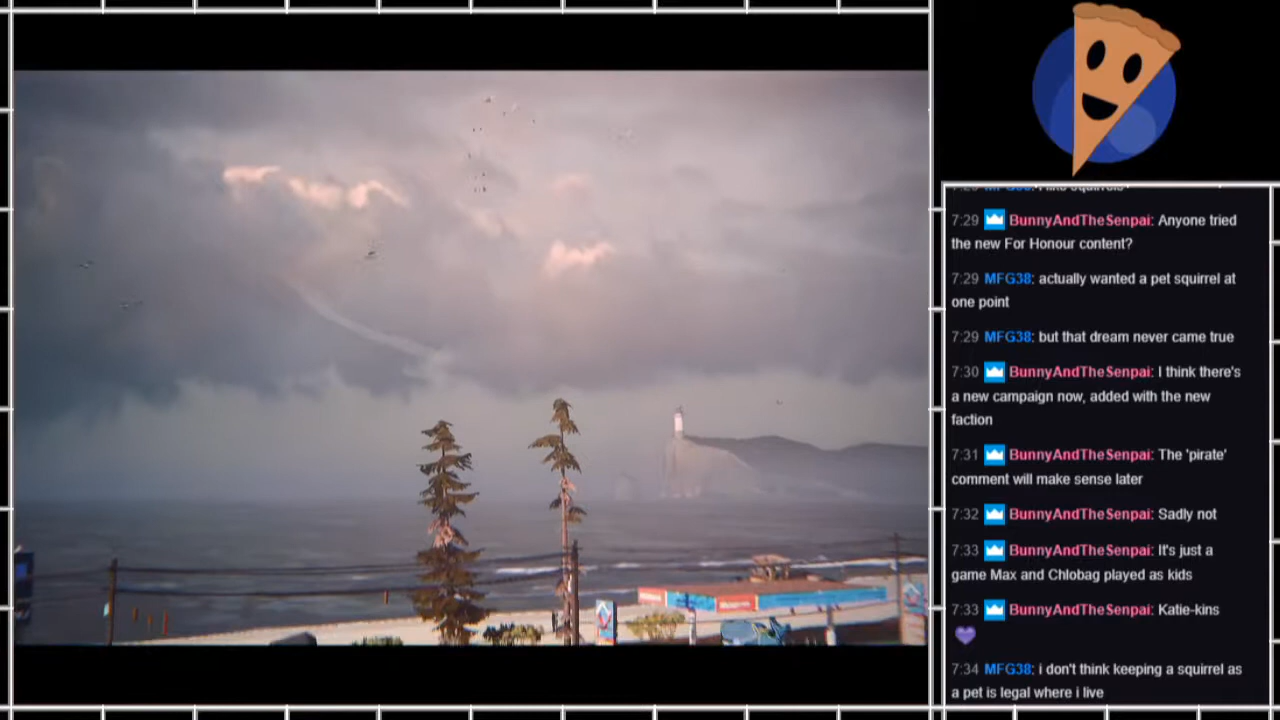 7:29 BunnyAndTheSenpai: Anyone tried
the new For Honour content?
7:29 MFG38: actually wanted a pet squirrel at
one point
7:29 MFG38: but that dream never came true
7:30 BunnyAndTheSenpai: I think there's
a new campaign now, added with the new
faction
7:31 BunnyAndTheSenpai: The 'pirate'
comment will make sense later
7:32 BunnyAndTheSenpai: Sadly not
7:33 BunnyAndTheSenpai: It's just a
game Max and Chlobag played as kids
7:33 BunnyAndTheSenpai: Katie-kins
7:34 MFG38: i don't think keeping a squirrel as
a pet is legal where i live